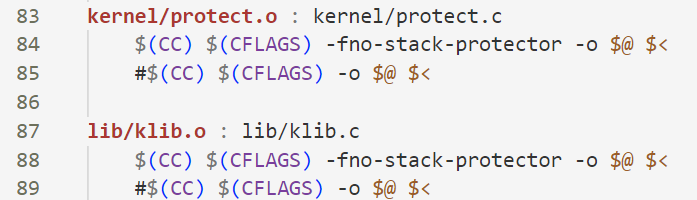 83 kernel/protect.o : kernel/protect.c
84 $(CC) $(CFLAGS) -fno-stack-protector -o $@ $<
85 #$(CC) $(CFLAGS) -o $@ $<
86
87 lib/klib.o : lib/klib.c
88 $(CC) $(CFLAGS) -fno-stack-protector -o $@ $<
89 #$(CC) $(CFLAGS) -o $@ $<